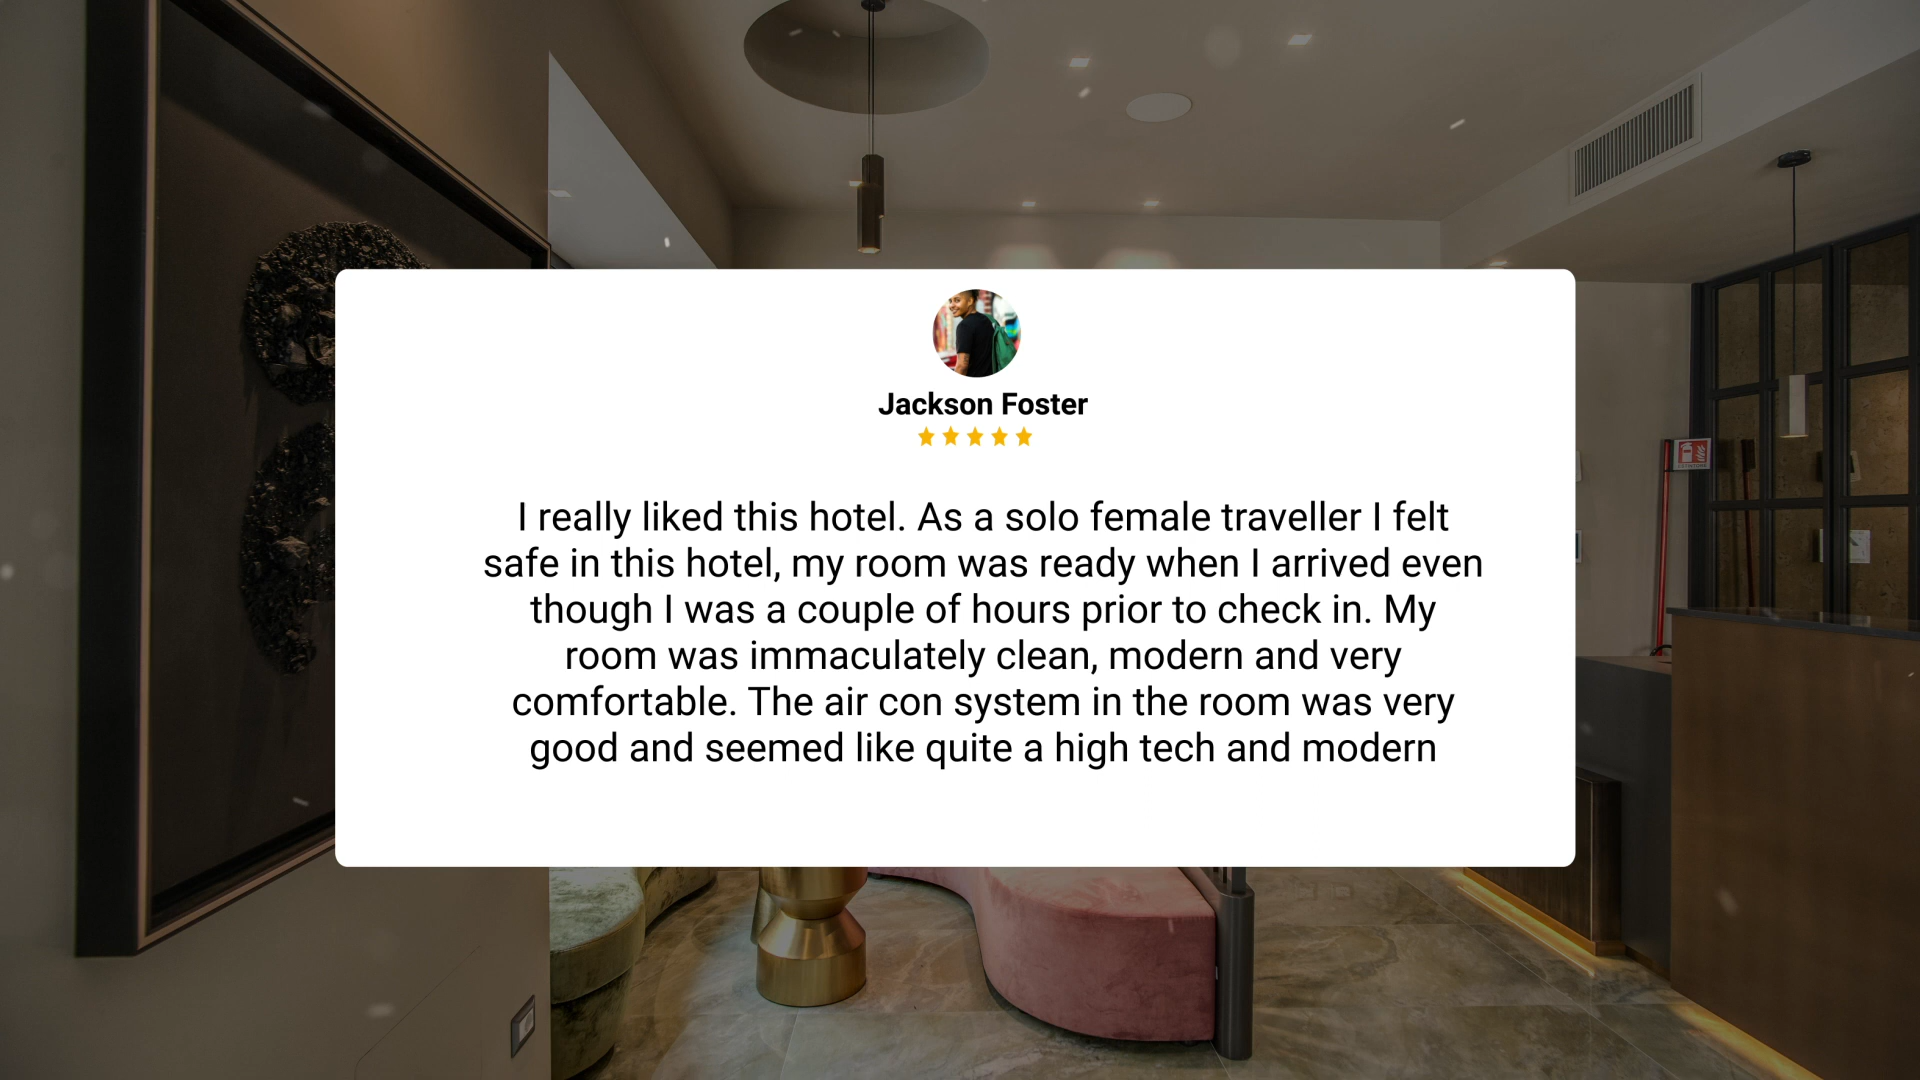 Jackson Foster
I really liked this hotel. As a solo female traveller I felt
safe in this hotel, my room was ready when I arrived even
though I was a couple of hours prior to check in. My
room was immaculately clean, modern and very
comfortable. The air con system in the room was very
good and seemed like quite a high tech and modern